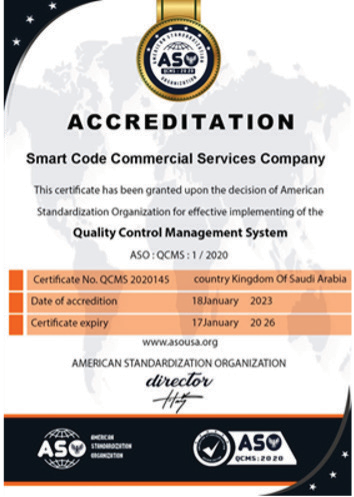 AMERICAN STANDARDIZATION
ASO
QCMS : 2020
ORGANIZATION
ACCREDITATION
Smart Code Commercial Services Company
This certificate has been granted upon the decision of American
Standardization Organization for effective implementing of the
Quality Control Management System
ASO : QCMS : 1 / 2020
Certificate No. QCMS 2020145 country Kingdom Of Saudi Arabia
Date of accredition 18January 2023
Certificate expiry 17January 20 26
www.asousa.org
AMERICAN STANDARDIZATION ORGANIZATION
director
ASO AMERICAN
STANDARDIZATION
ORGANIZATION
ASO
QCMS:2020